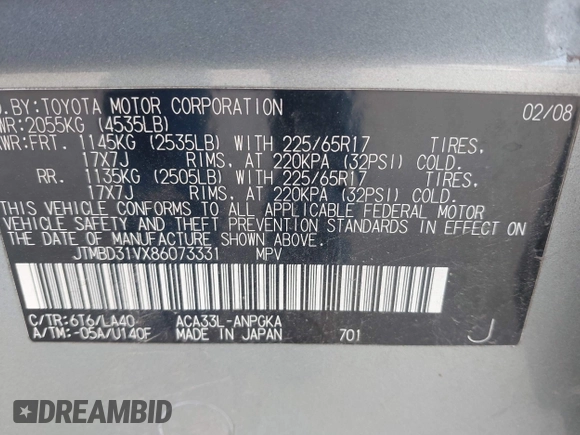 D.BY:TOYOTA MOTOR CORPORATION 02/08
WR:2055KG (4535LB)
WR:FRT. 1145KG (2535LB) WITH 225/65R17 TIRES,
17X7J RIMS, AT 220KPA (32PSI) COLD.
RR. 1135KG (2505LB) WITH 225/65R17 TIRES,
17X7J RIMS, AT 220KPA (32PSI) COLD.
THIS VEHICLE CONFORMS TO ALL APPLICABLE FEDERAL MOTOR
VEHICLE SAFETY AND THEFT PREVENTION STANDARDS IN EFFECT ON
THE DATE OF MANUFACTURE SHOWN ABOVE.
JTMBD31VX86073331 MPV
C/TR:6T6/LA40 ACA33L-ANPGKA
A/TM:-05A/U140F MADE IN JAPAN 701 J
DREAMBID